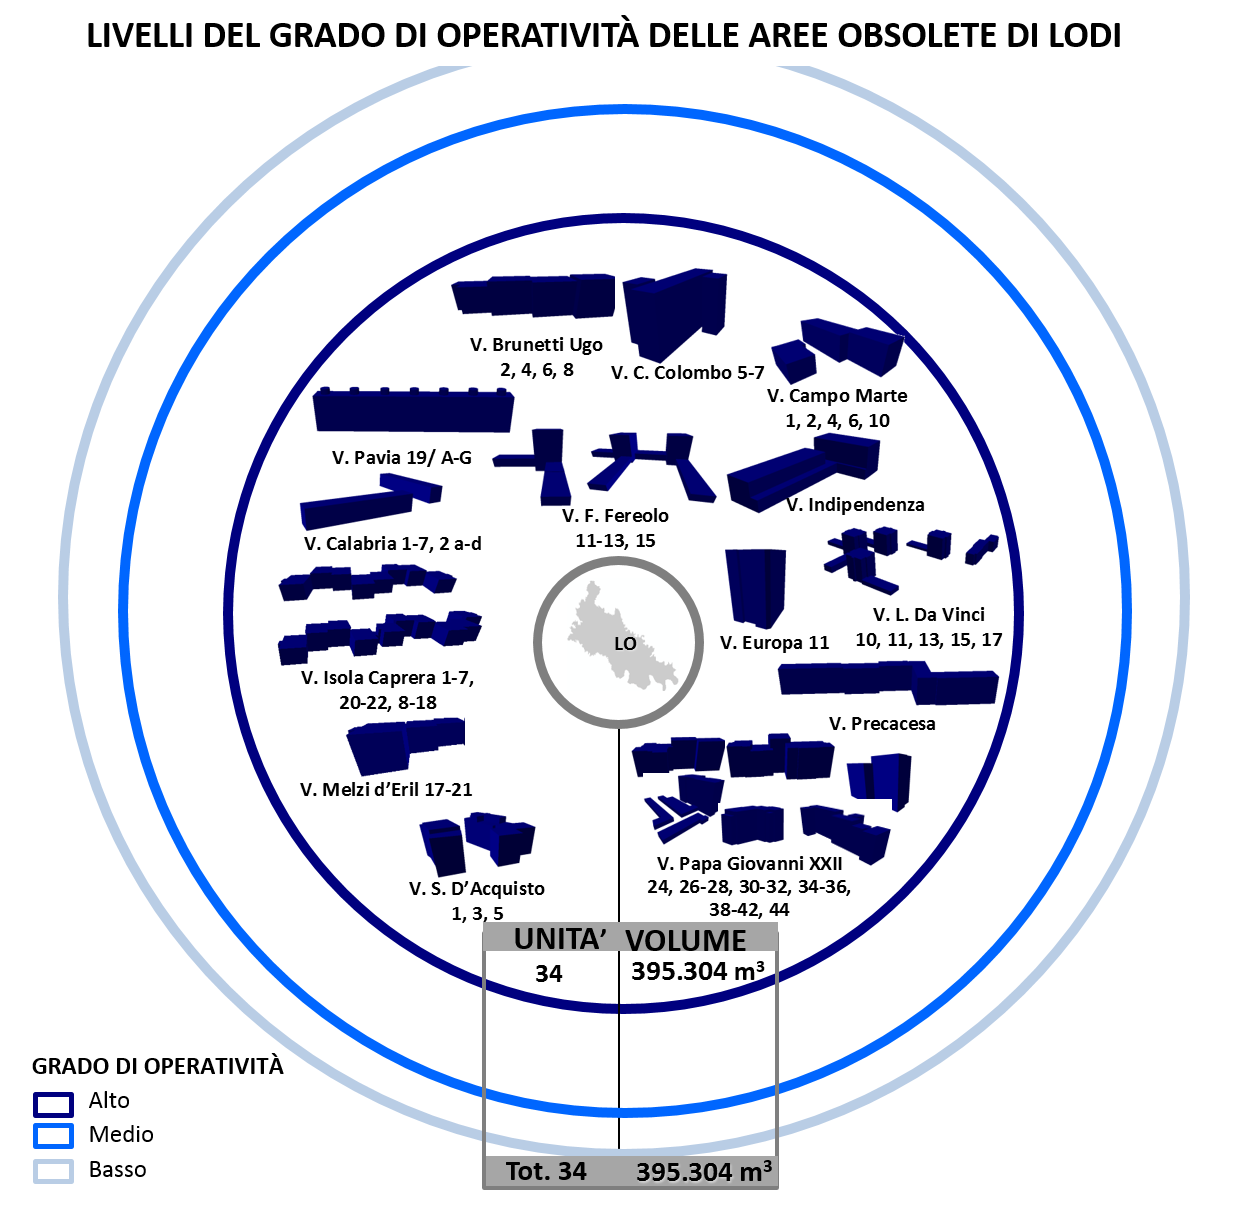 LIVELLI DEL GRADO DI OPERATIVITÀ DELLE AREE OBSOLETE DI LODI
V. Brunetti Ugo
2, 4, 6, 8
V. C. Colombo 5-7
V. Campo Marte
1, 2, 4, 6, 10
V. Pavia 19/ A-G
V. F. Fereolo
11-13, 15
V. Indipendenza
V. Calabria 1-7, 2 a-d
V. L. Da Vinci
10, 11, 13, 15, 17
V. Europa 11
LO
V. Isola Caprera 1-7,
20-22, 8-18
V. Precacesa
V. Melzi d’Eril 17-21
V. Papa Giovanni XXII
24, 26-28, 30-32, 34-36,
38-42, 44
V. S. D’Acquisto
1, 3, 5
UNITA’ VOLUME
34 395.304 m³
GRADO DI OPERATIVITÀ
Alto
Medio
Basso
Tot. 34 395.304 m³